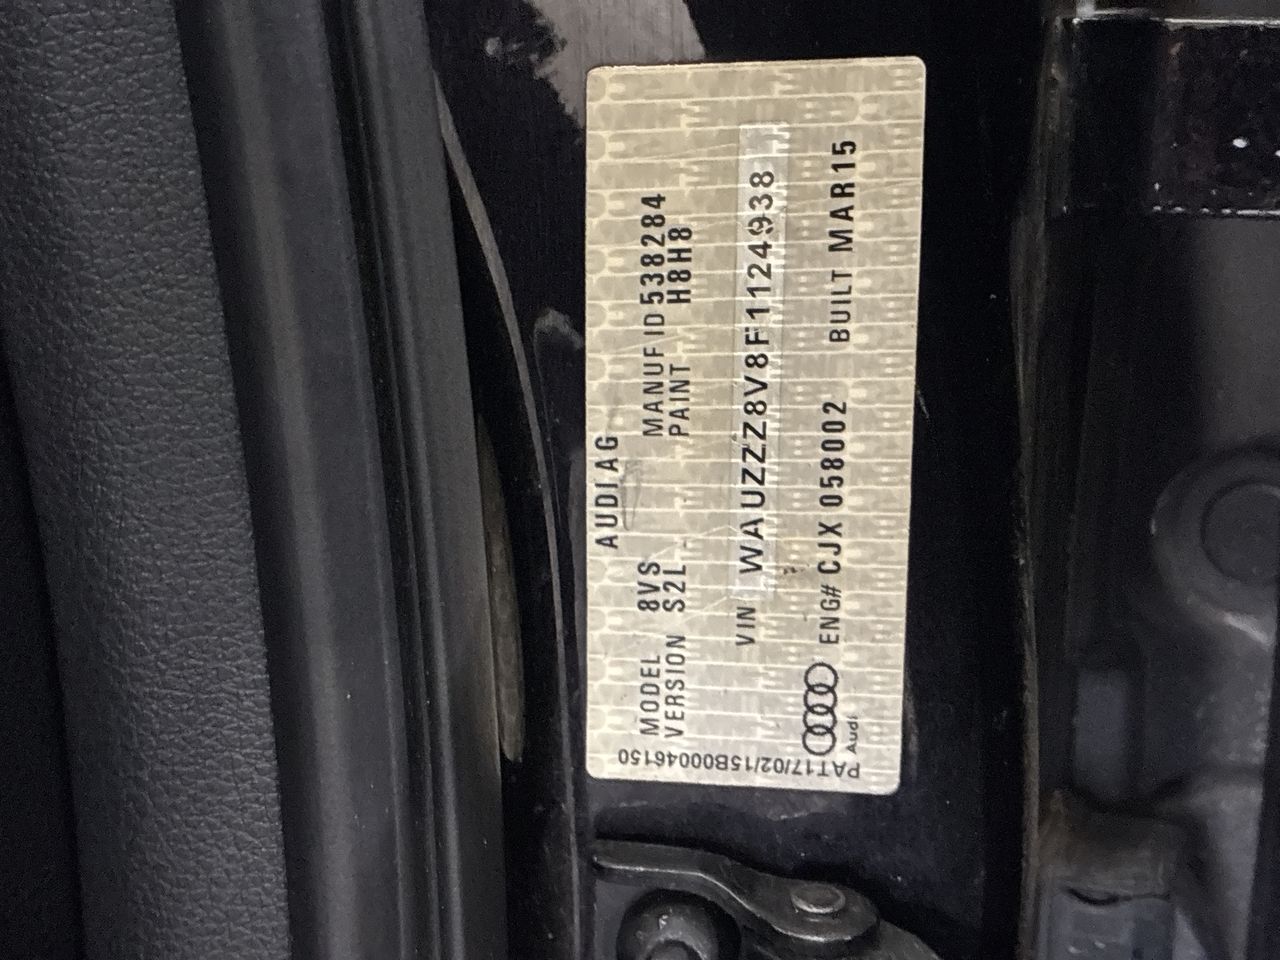 AUDI AG
MODEL 8VS MANUF ID 538284
VERSION S2L PAINT H8H8
VIN WAUZZZ8V8F1124938
Audi ENG# CJX 058002 BUILT MAR15
PAT17/02/15B00046150